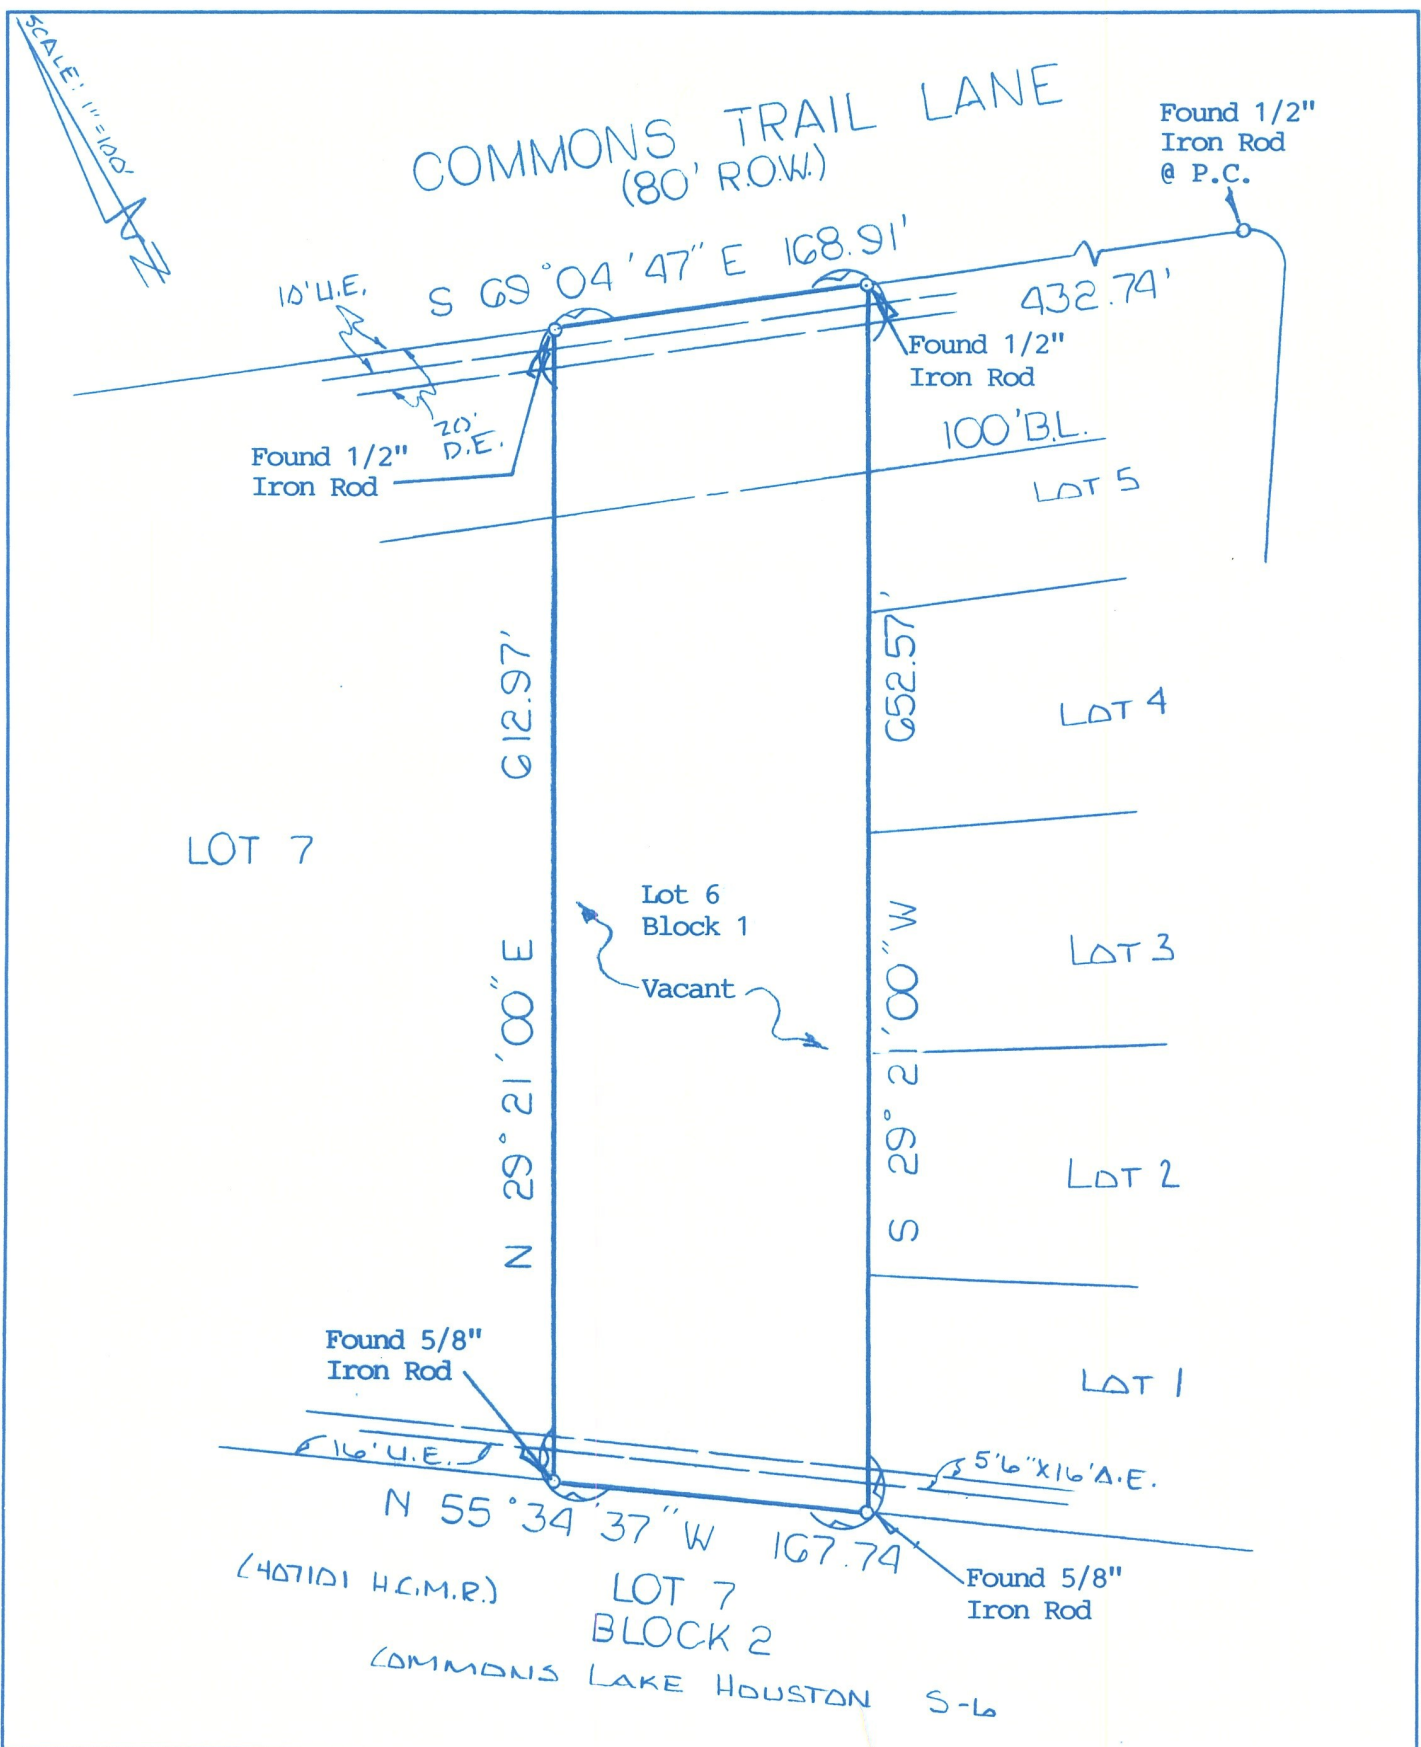 SCALE: 1"=100'
N
COMMONS TRAIL LANE
(80' R.O.W.)
Found 1/2"
Iron Rod
@ P.C.
S 69°04'47" E 168.91'
432.74'
10' U.E.
20'
D.E.
Found 1/2"
Iron Rod
Found 1/2"
Iron Rod
100' B.L.
LOT 5
612.97'
652.57'
LOT 4
LOT 7
Lot 6
Block 1
Vacant
LOT 3
N 29° 21' 00" E
S 29° 21' 00" W
LOT 2
Found 5/8"
Iron Rod
LOT 1
16' U.E.
5'6" X 16' A.E.
N 55°34'37" W 167.74'
Found 5/8"
Iron Rod
(407101 H.C.M.R.)
LOT 7
BLOCK 2
COMMONS LAKE HOUSTON S-6